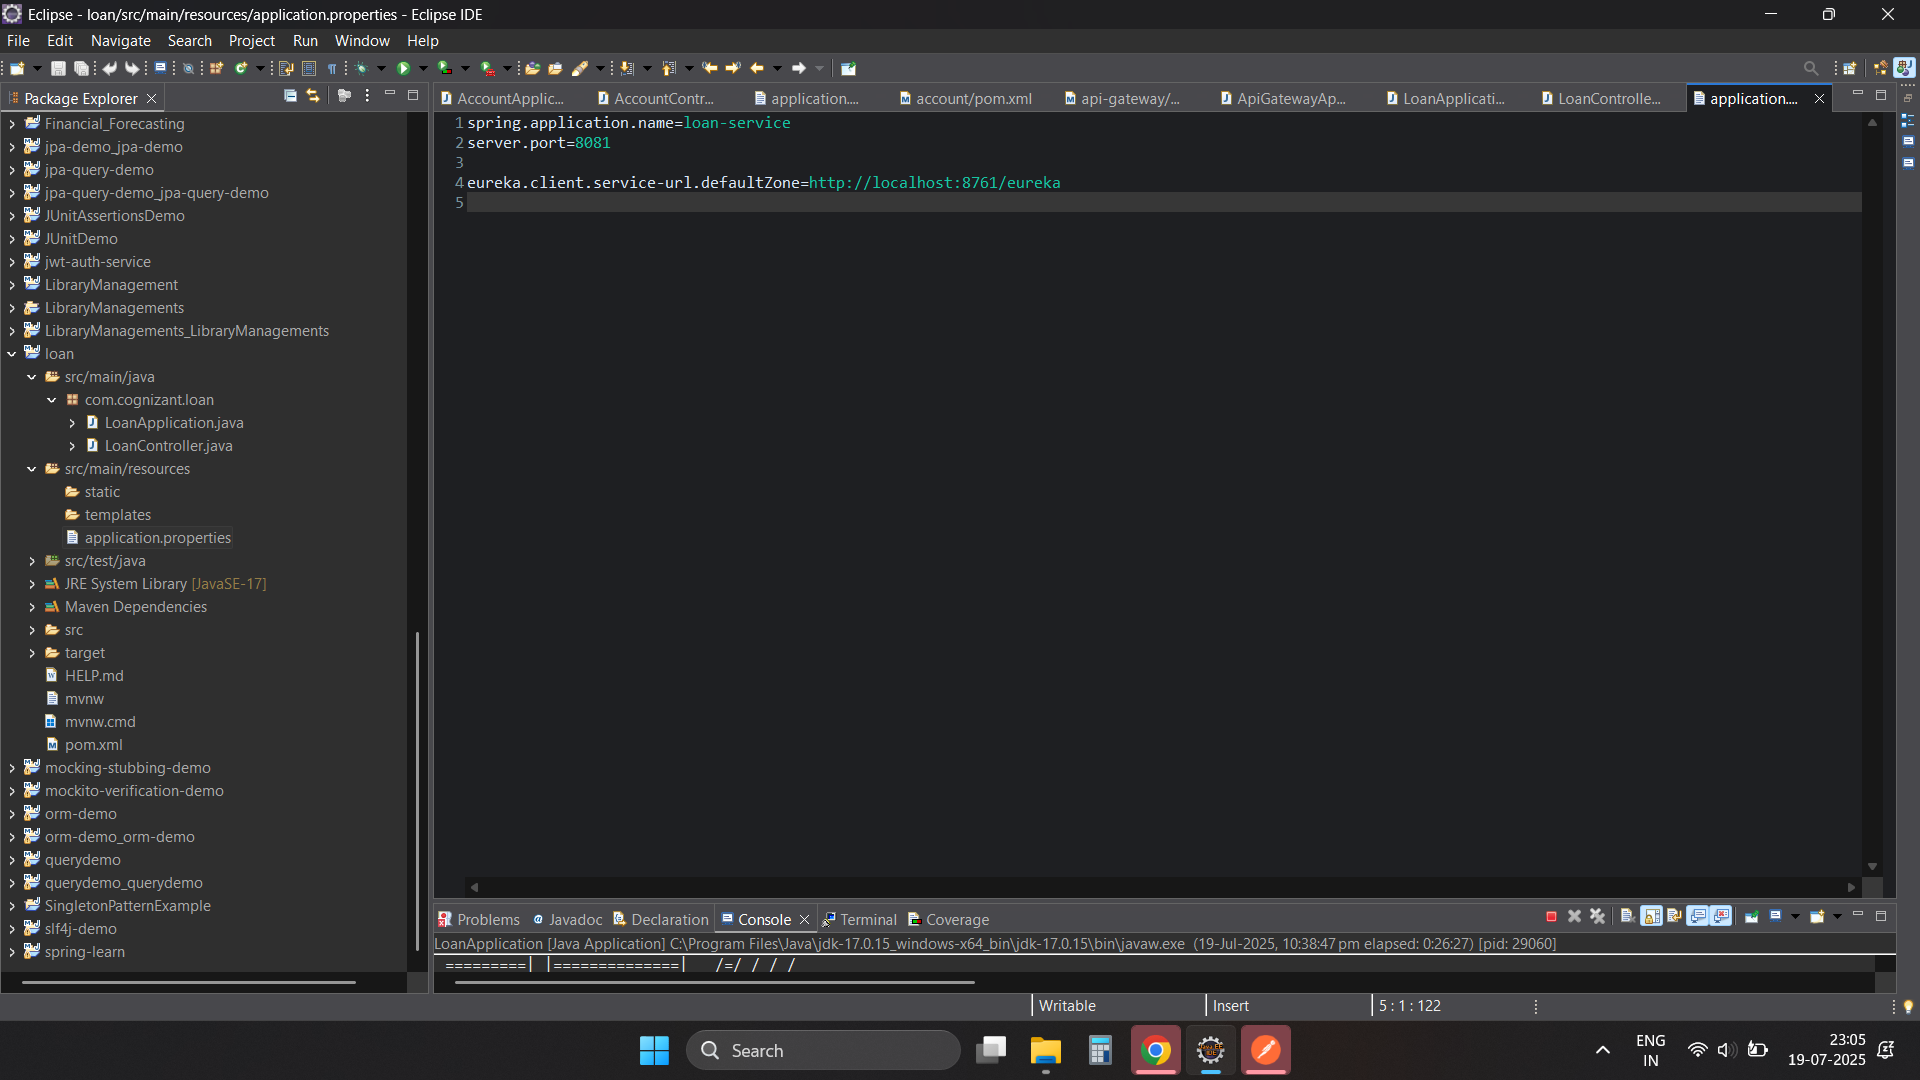 Eclipse - loan/src/main/resources/application.properties - Eclipse IDE
File Edit Navigate Search Project Run Window Help
Package Explorer
Financial_Forecasting
jpa-demo_jpa-demo
jpa-query-demo
jpa-query-demo_jpa-query-demo
JUnitAssertionsDemo
JUnitDemo
jwt-auth-service
LibraryManagement
LibraryManagements
LibraryManagements_LibraryManagements
loan
src/main/java
com.cognizant.loan
LoanApplication.java
LoanController.java
src/main/resources
static
templates
application.properties
src/test/java
JRE System Library [JavaSE-17]
Maven Dependencies
src
target
HELP.md
mvnw
mvnw.cmd
pom.xml
mocking-stubbing-demo
mockito-verification-demo
orm-demo
orm-demo_orm-demo
querydemo
querydemo_querydemo
SingletonPatternExample
slf4j-demo
spring-learn
AccountApplic... AccountContr... application.... account/pom.xml api-gateway/... ApiGatewayAp... LoanApplicati... LoanControlle... application....
1 spring.application.name=loan-service
2 server.port=8081
3
4 eureka.client.service-url.defaultZone=http://localhost:8761/eureka
5
Problems Javadoc Declaration Console Terminal Coverage
LoanApplication [Java Application] C:\Program Files\Java\jdk-17.0.15_windows-x64_bin\jdk-17.0.15\bin\javaw.exe (19-Jul-2025, 10:38:47 pm elapsed: 0:26:27) [pid: 29060]
=========| |==============| /=/ / / /
Writable Insert 5 : 1 : 122
Search
ENG
IN
23:05
19-07-2025